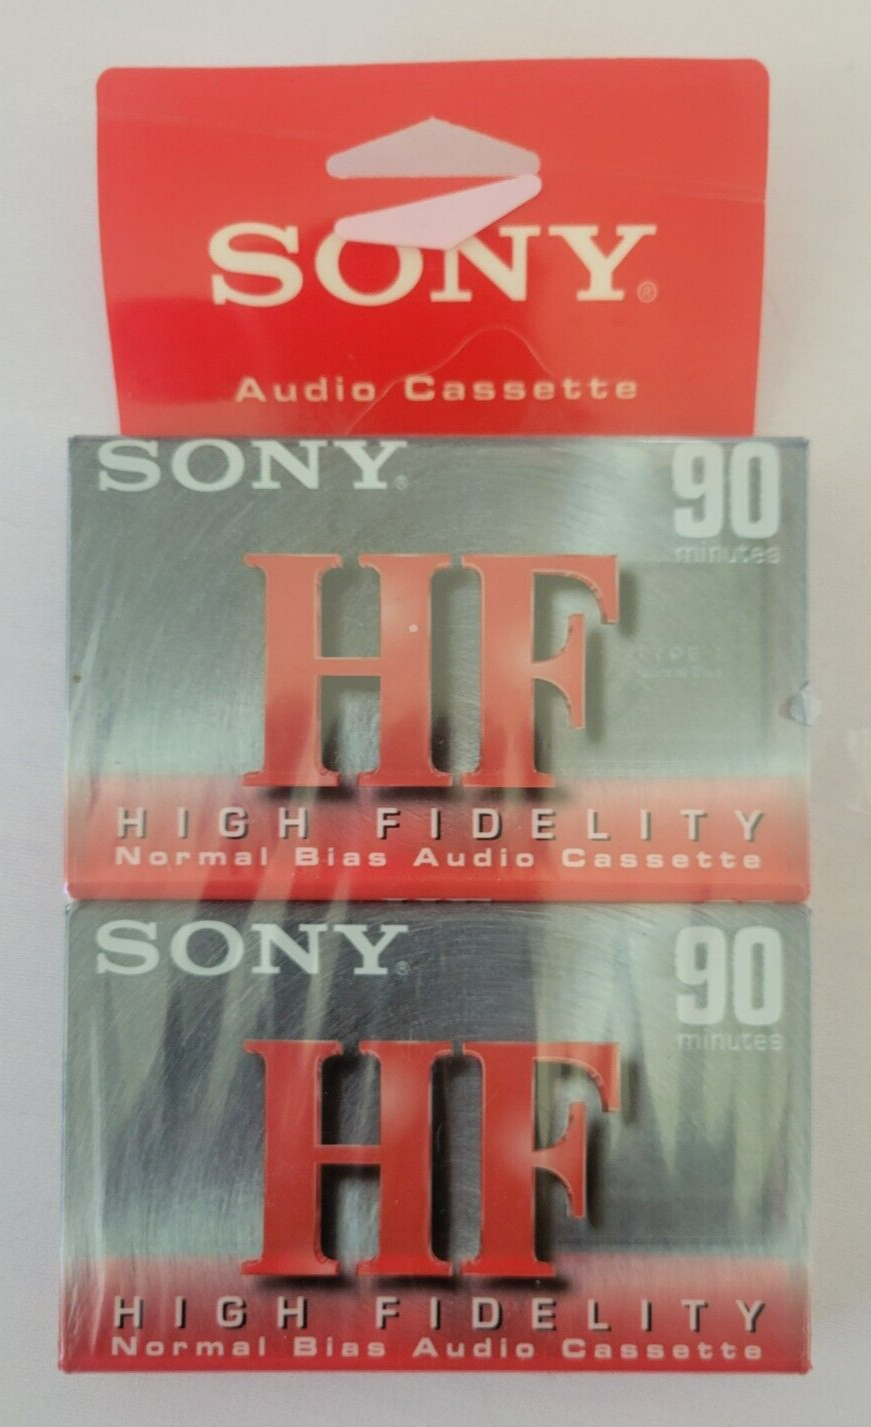 SONY®
Audio Cassette
SONY®
90
minutes
HF
TYPE I
HIGH FIDELITY
Normal Bias Audio Cassette
SONY®
90
minutes
HF
HIGH FIDELITY
Normal Bias Audio Cassette